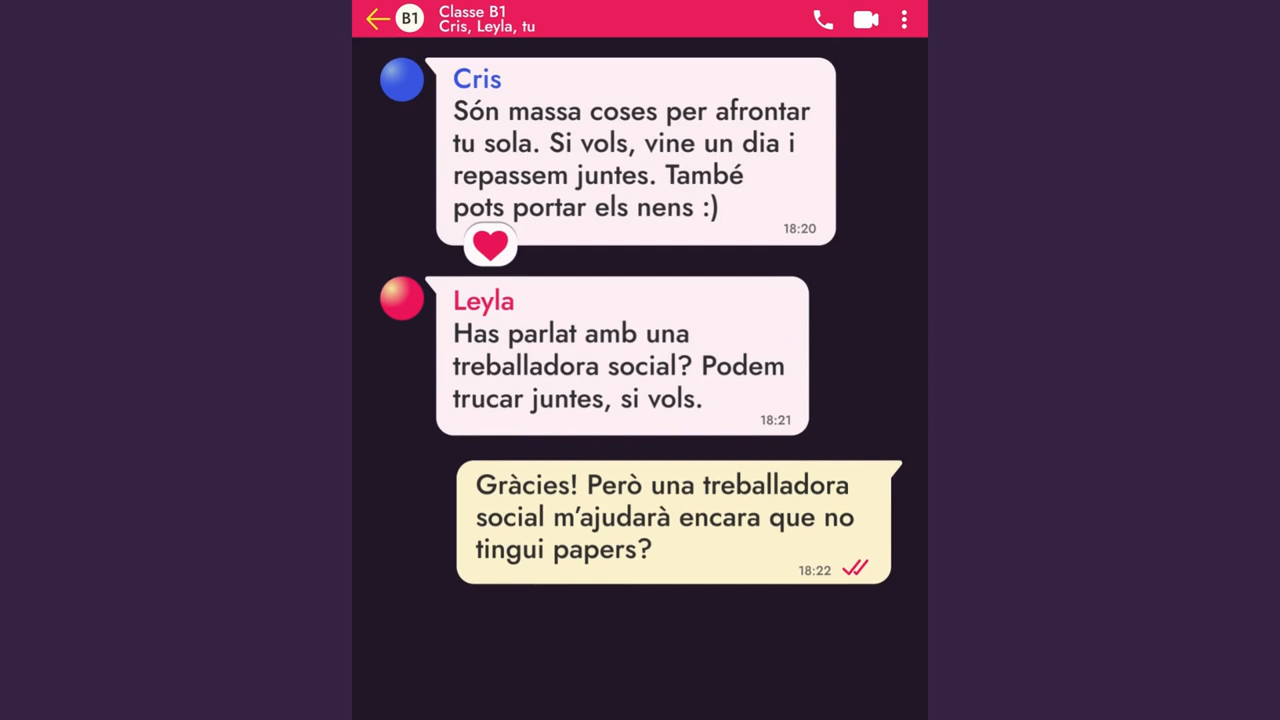 B1
Classe B1
Cris, Leyla, tu
Cris
Són massa coses per afrontar
tu sola. Si vols, vine un dia i
repassem juntes. També
pots portar els nens :)
18:20
Leyla
Has parlat amb una
treballadora social? Podem
trucar juntes, si vols.
18:21
Gràcies! Però una treballadora
social m’ajudarà encara que no
tingui papers?
18:22